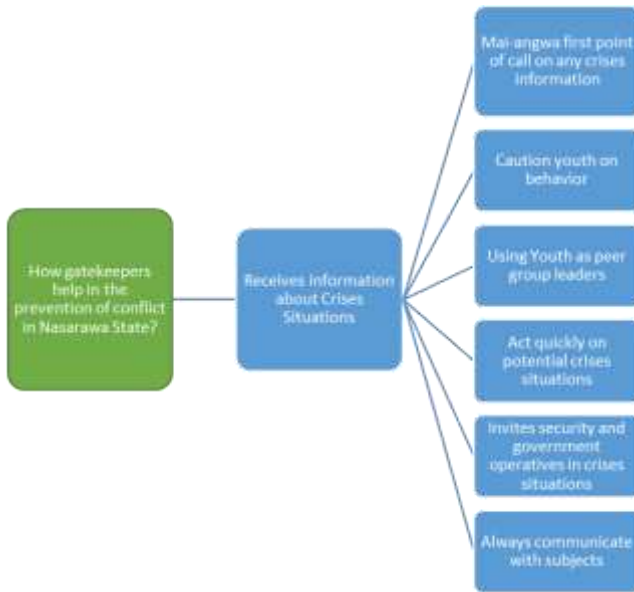 How gatekeepers
help in the
prevention of conflict
in Nasarawa State?
Receives Information
about Crises
Situations
Mai-angwa first point
of call on any crises
information
Caution youth on
behavior
Using Youth as peer
group leaders
Act quickly on
potential crises
situations
Invites security and
government
operatives in crises
situations
Always communicate
with subjects